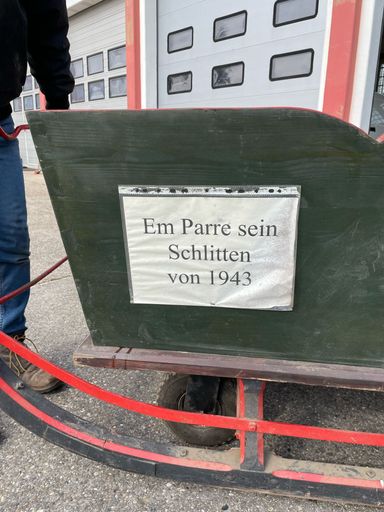 Em Parre sein
Schlitten
von 1943